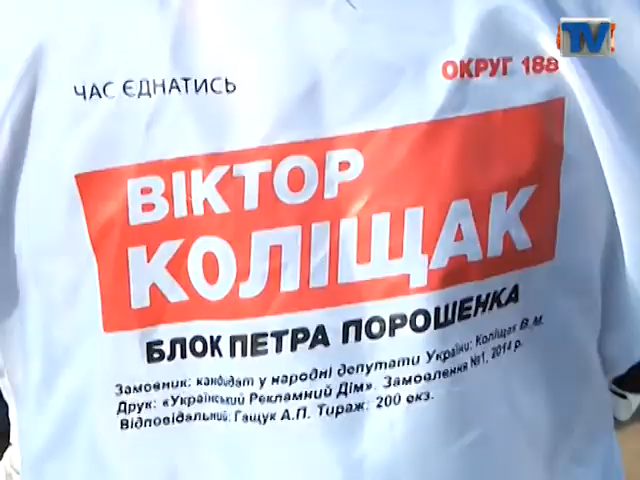 TV
ОКРУГ 188
ЧАС ЄДНАТИСЬ
ВІКТОР
КОЛІЩАК
БЛОК ПЕТРА ПОРОШЕНКА
Замовник: кандидат у народні депутати України: Коліщак В.М.
Друк: «Український Рекламний Дім». Замовлення №1, 2014 р.
Відповідальний: Гащук А.П. Тираж: 200 екз.